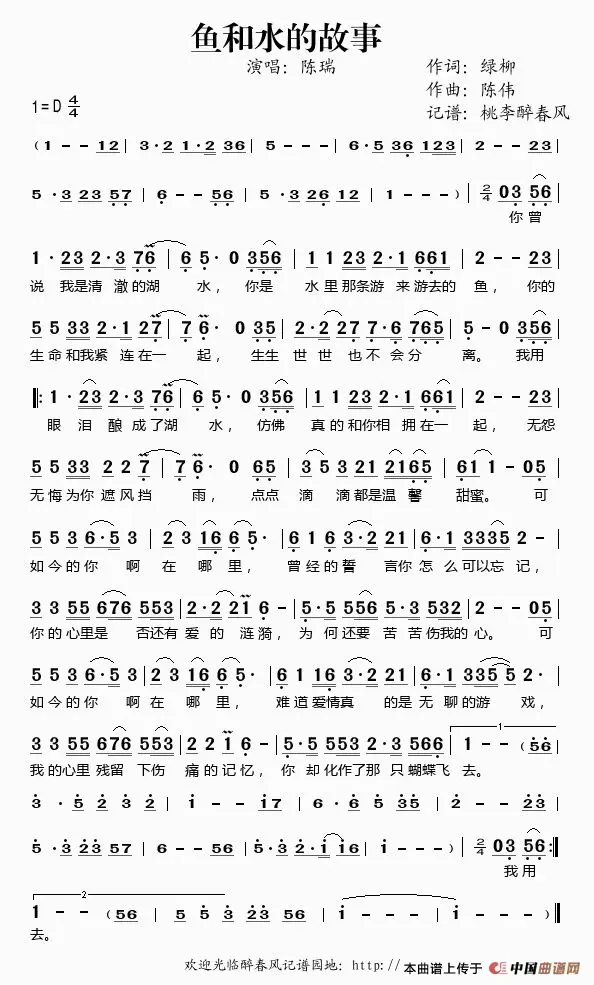 鱼和水的故事
演唱：陈瑞
作词：绿柳
作曲：陈伟
记谱：桃李醉春风
1=D 4/4
（1 - - 12 | 3·2 1·2 36 | 5 - - - | 6·5 36 1 123 | 2 - - 23 |
5·3 23 57 | 6 - - 56 | 5·3 26 12 | 1 - - - ）| 2/4 03 56 |
你曾
1·23 2·3 76 | 6 5·0 356 | 1 1 23 2·1 661 | 2 - - 23 |
说 我是清 澈的湖 水，你是 水里那条游 来游去的 鱼，你的
5 5 33 2·1 27 | 7 6·0 35 | 2·2 27 7·6 765 | 5 - 0 356 |
生命和我紧 连在一 起，生生 世世 也不会分 离。我用
‖: 1·23 2·3 76 | 6 5·0 356 | 1 1 23 2·1 661 | 2 - - 23 |
眼 泪 酿 成了湖 水，仿佛 真的和你相 拥在一 起，无怨
5 5 33 2 2 7 | 7 6·0 65 | 3 5 3 21 2165 | 61 1 - 05 |
无悔为你 遮风挡 雨，点点 滴 滴都是温 馨 甜蜜。可
5 5 3 6·5 3 | 2 3 16 6 5· | 6 1 6 3·2 21 | 6·1 3335 2 - |
如今的你 啊 在 哪 里，曾经的誓 言你怎 么可以忘 记，
3 3 55 676 553 | 2·2 21 6 - | 5·5 556 5·3 532 | 2 - - 05 |
你的心里是 否还有 爱的 涟漪，为何还要 苦苦伤我的 心。可
5 5 3 6·5 3 | 2 3 16 6 5· | 6 1 16 3·2 21 | 6·1 335 5 2· |
如今的你 啊 在 哪 里，难道爱情真 的是无 聊的游 戏，
3 3 55 676 553 | 2 2 1 6 - | 5·5 553 2·3 566 | 1 - - （56 |
我的心里 残留 下伤 痛的记忆，你 却化作了那 只蝴蝶飞 去。
3·5 2 3 2 | 1 - - 17 | 6·6 5 3 5 | 2 - - 23 |
5·3 23 57 | 6 - - 56 | 5·3 2·1 16 | 1 - - - ）| 2/4 03 56 :‖
我用
1 - - （56 | 5 5 3 2 3 | 1 - - - | 1 - - - ）‖
去。
欢迎光临醉春风记谱园地：http:／／
本曲谱上传于 中国曲谱网